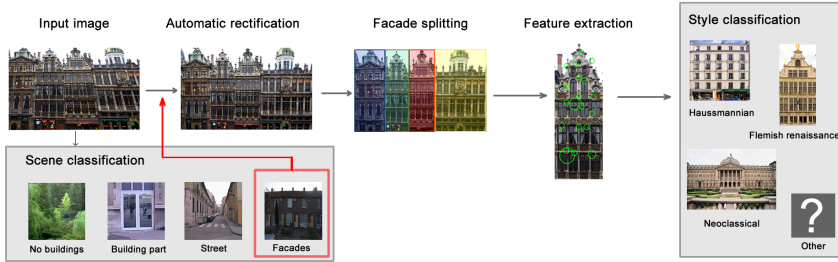 Input image
Automatic rectification
Facade splitting
Feature extraction
Style classification
Haussmannian
Flemish renaissance
Neoclassical
?
Other
Scene classification
No buildings
Building part
Street
Facades